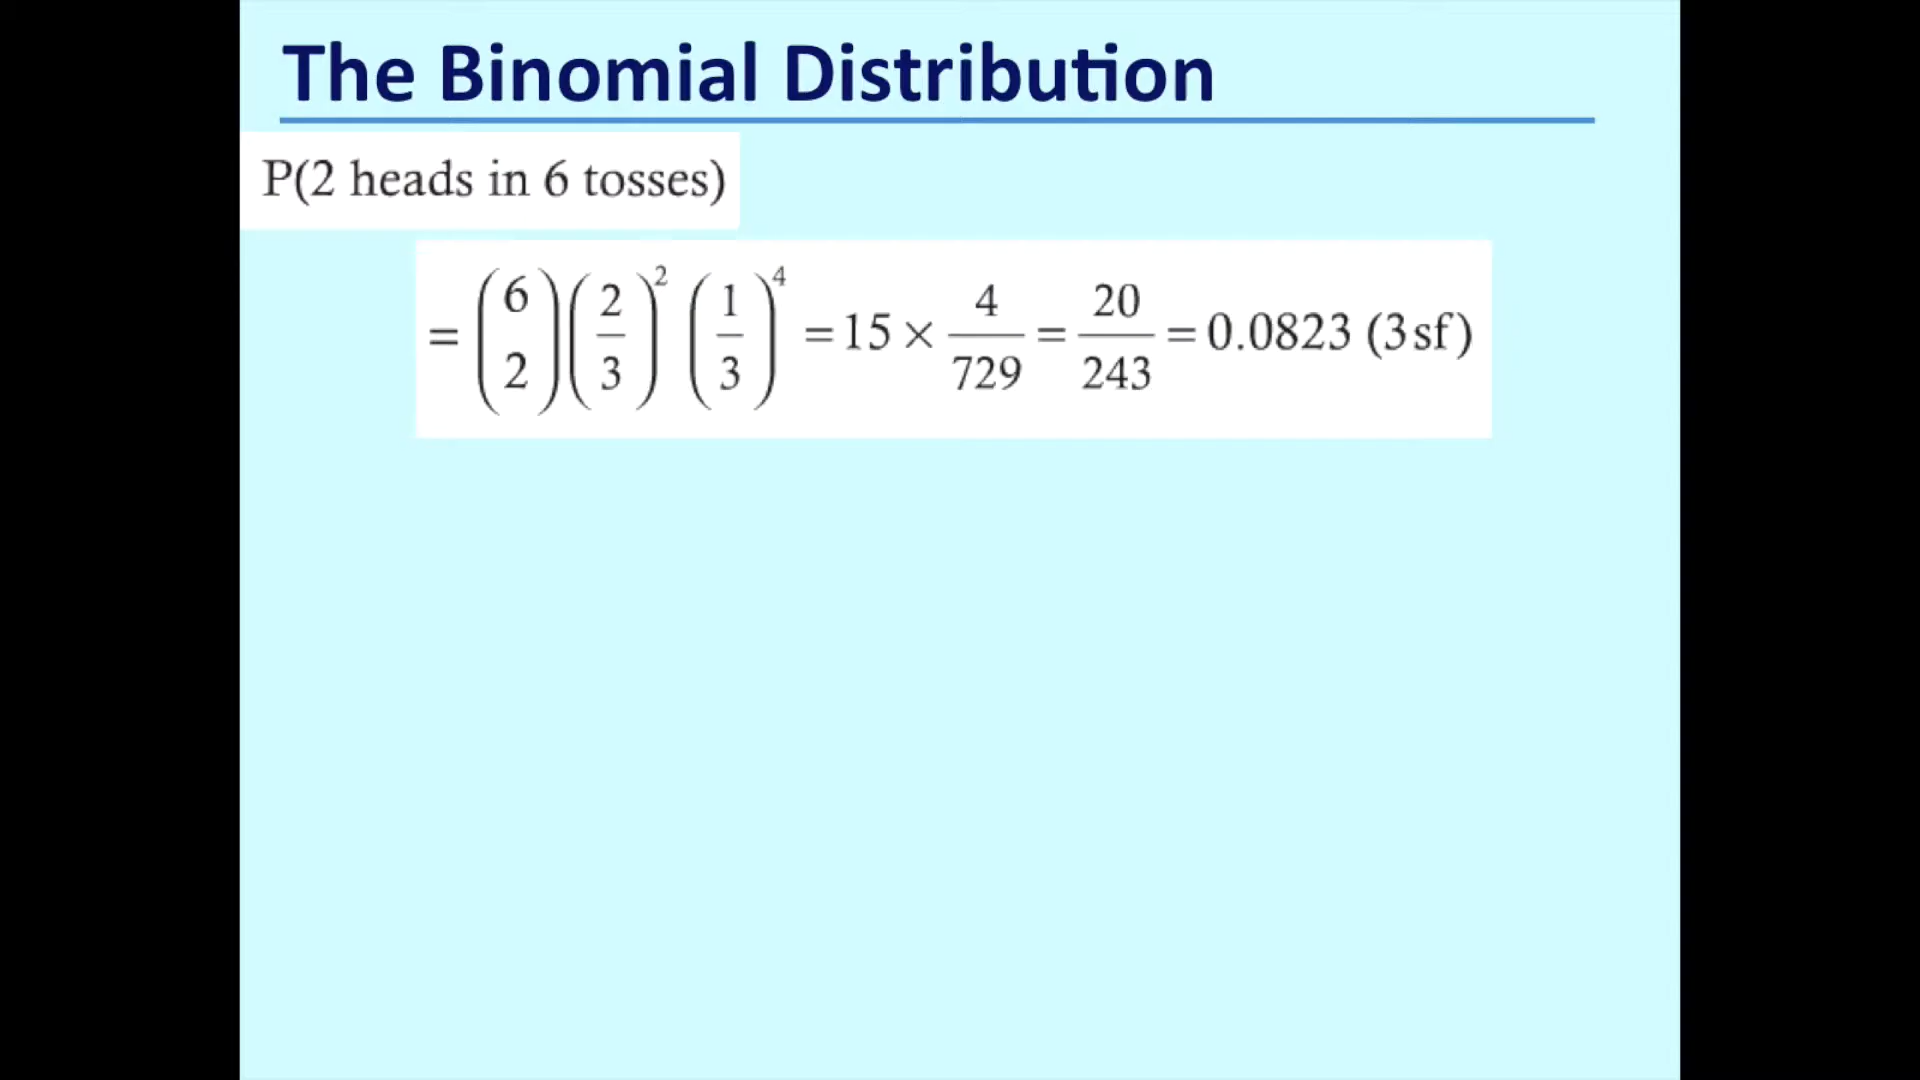 The Binomial Distribution
P(2 heads in 6 tosses)
= (6 2) (2/3)^2 (1/3)^4 = 15 × 4/729 = 20/243 = 0.0823 (3 sf)